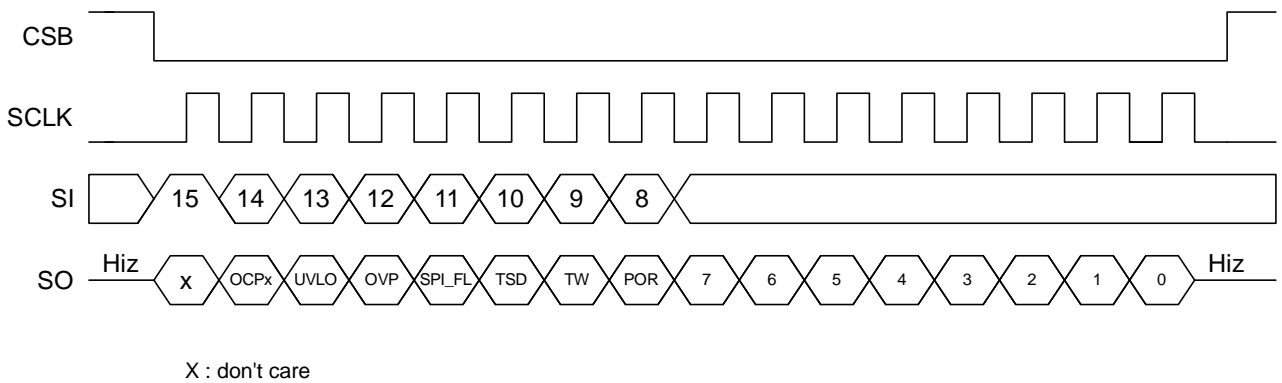 CSB
SCLK
SI 15 14 13 12 11 10 9 8
SO Hiz x OCPx UVLO OVP SPI_FL TSD TW POR 7 6 5 4 3 2 1 0 Hiz
X : don't care